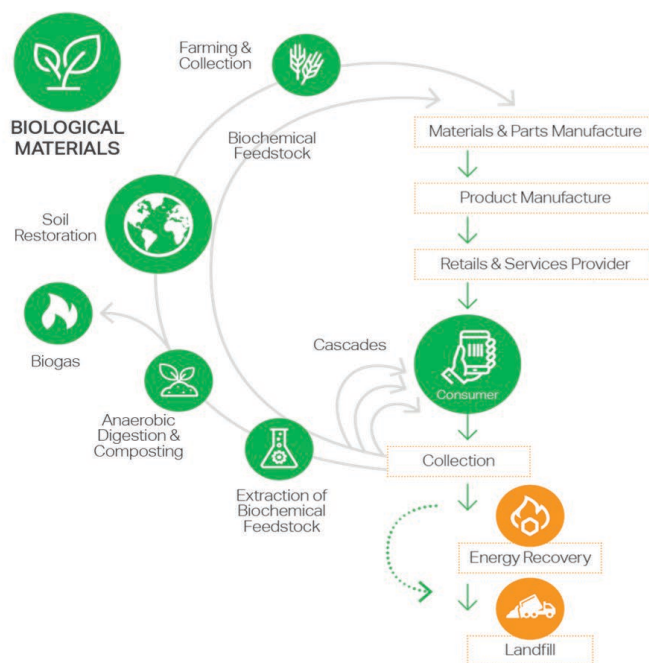 Farming &
Collection
BIOLOGICAL
MATERIALS
Biochemical
Feedstock
Materials & Parts Manufacture
Product Manufacture
Soil
Restoration
Retails & Services Provider
Biogas
Cascades
Consumer
Anaerobic
Digestion &
Composting
Collection
Extraction of
Biochemical
Feedstock
Energy Recovery
Landfill